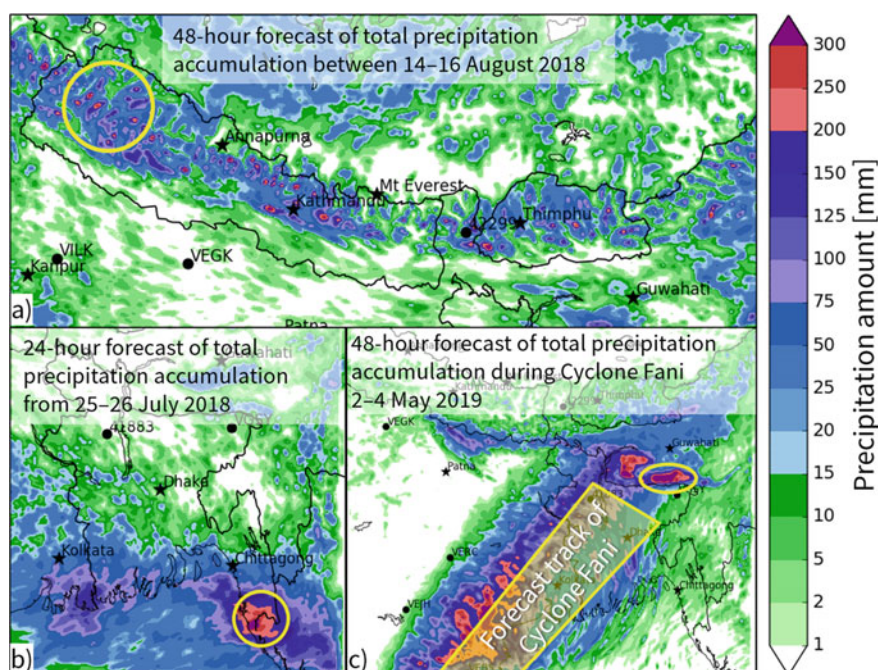 48-hour forecast of total precipitation
accumulation between 14–16 August 2018
Annapurna
Mt Everest
Kathmandu
Thimphu
VILK
VEGK
Kanpur
Guwahati
Patna
a)
24-hour forecast of total
precipitation accumulation
from 25–26 July 2018
41883
Dhaka
Kolkata
Chittagong
b)
48-hour forecast of total precipitation
accumulation during Cyclone Fani
2–4 May 2019
VEGK
Guwahati
Patna
Chittagong
Forecast track of
Cyclone Fani
c)
300
250
200
175
150
125
100
75
50
25
20
15
10
5
2
1
Precipitation amount [mm]